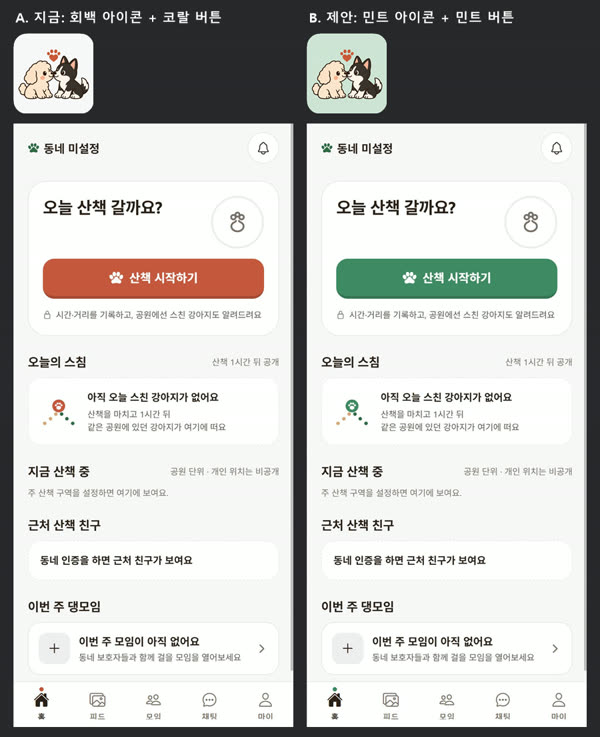 A. 지금: 회백 아이콘 + 코랄 버튼
동네 미설정
오늘 산책 갈까요?
산책 시작하기
시간·거리를 기록하고, 공원에선 스친 강아지도 알려드려요
오늘의 스침
산책 1시간 뒤 공개
아직 오늘 스친 강아지가 없어요
산책을 마치고 1시간 뒤
같은 공원에 있던 강아지가 여기에 떠요
지금 산책 중
공원 단위 · 개인 위치는 비공개
주 산책 구역을 설정하면 여기에 보여요.
근처 산책 친구
동네 인증을 하면 근처 친구가 보여요
이번 주 댕모임
이번 주 모임이 아직 없어요
동네 보호자들과 함께 걸을 모임을 열어보세요
홈
피드
모임
채팅
마이
B. 제안: 민트 아이콘 + 민트 버튼
동네 미설정
오늘 산책 갈까요?
산책 시작하기
시간·거리를 기록하고, 공원에선 스친 강아지도 알려드려요
오늘의 스침
산책 1시간 뒤 공개
아직 오늘 스친 강아지가 없어요
산책을 마치고 1시간 뒤
같은 공원에 있던 강아지가 여기에 떠요
지금 산책 중
공원 단위 · 개인 위치는 비공개
주 산책 구역을 설정하면 여기에 보여요.
근처 산책 친구
동네 인증을 하면 근처 친구가 보여요
이번 주 댕모임
이번 주 모임이 아직 없어요
동네 보호자들과 함께 걸을 모임을 열어보세요
홈
피드
모임
채팅
마이